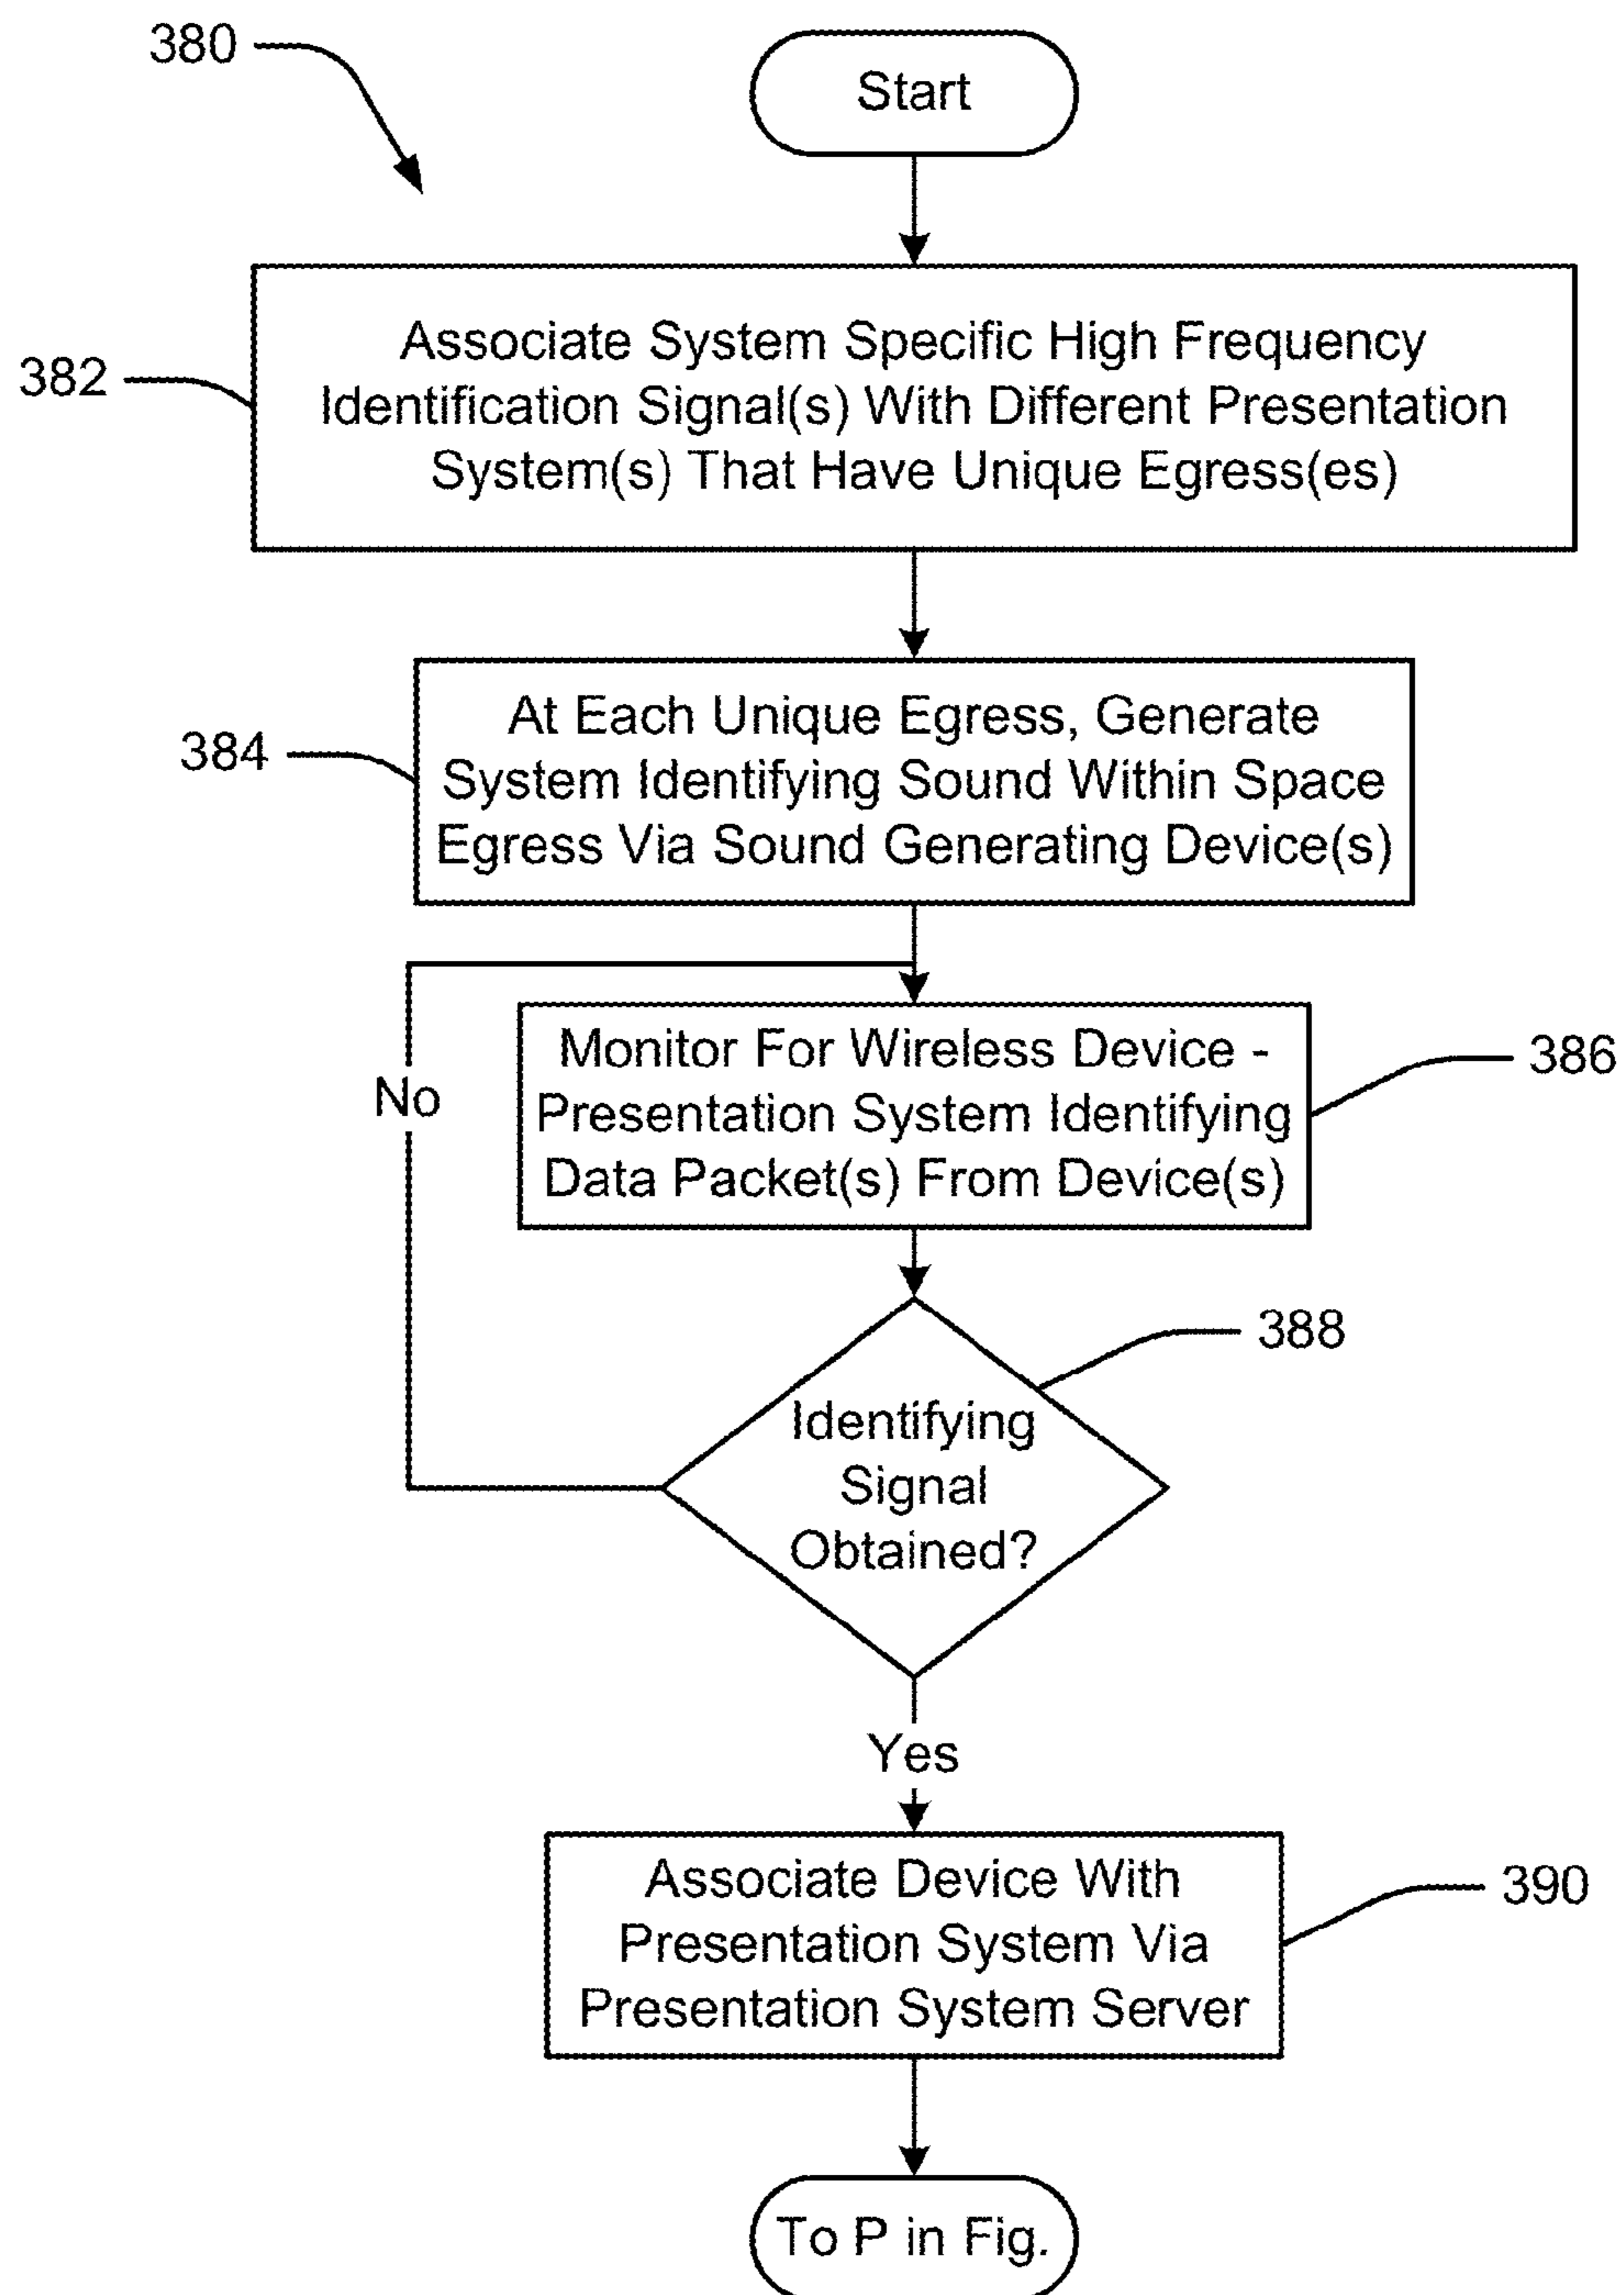 380
Start
382
Associate System Specific High Frequency
Identification Signal(s) With Different Presentation
System(s) That Have Unique Egress(es)
384
At Each Unique Egress, Generate
System Identifying Sound Within Space
Egress Via Sound Generating Device(s)
No
Monitor For Wireless Device -
Presentation System Identifying
Data Packet(s) From Device(s)
386
388
Identifying
Signal
Obtained?
Yes
Associate Device With
Presentation System Via
Presentation System Server
390
To P in Fig.